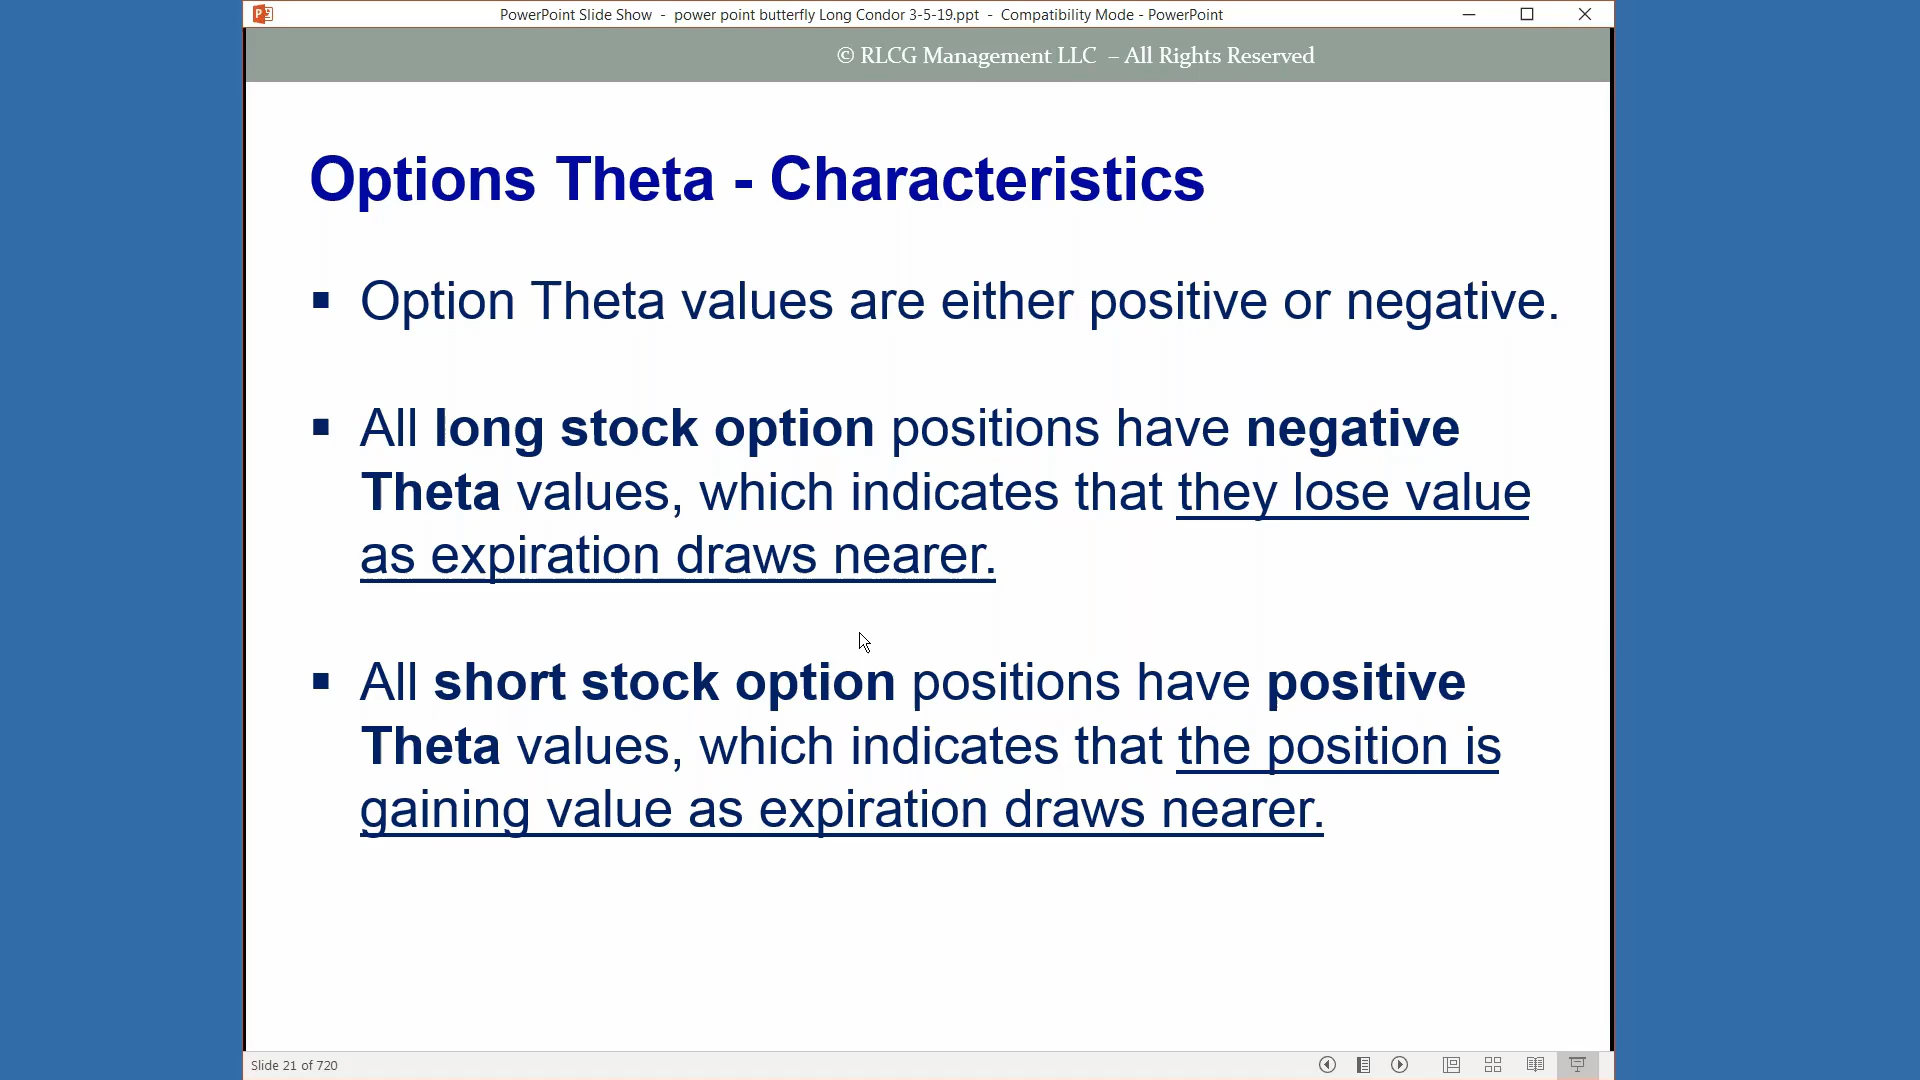 PowerPoint Slide Show - power point butterfly Long Condor 3-5-19.ppt - Compatibility Mode - PowerPoint
© RLCG Management LLC – All Rights Reserved
Options Theta - Characteristics
▪ Option Theta values are either positive or negative.
▪ All long stock option positions have negative
Theta values, which indicates that they lose value
as expiration draws nearer.
▪ All short stock option positions have positive
Theta values, which indicates that the position is
gaining value as expiration draws nearer.
Slide 21 of 720